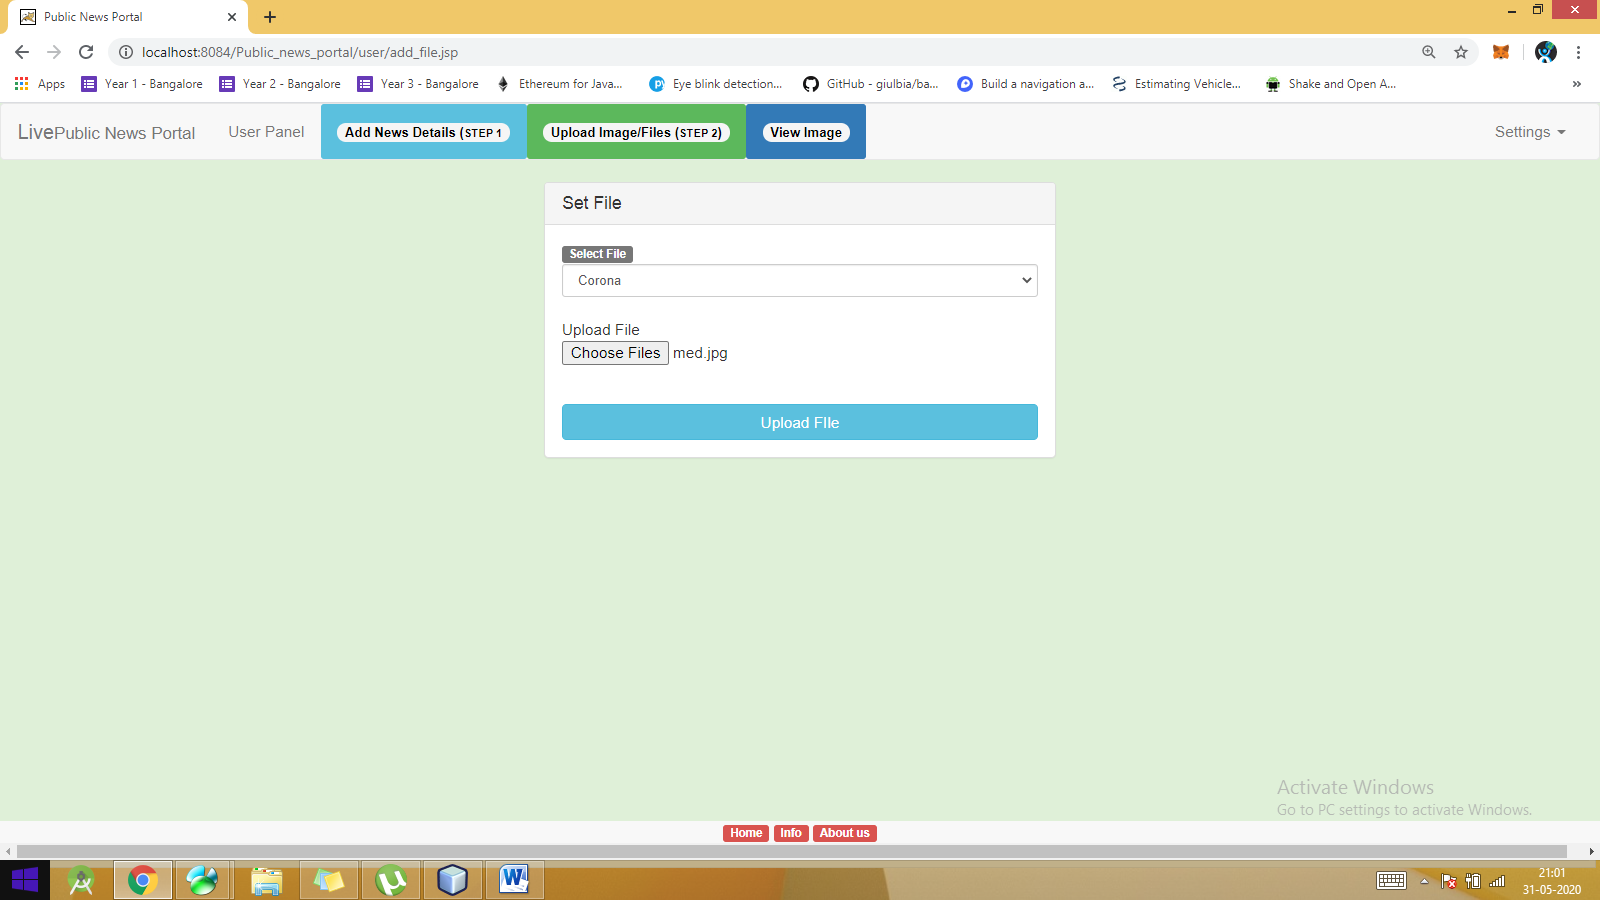 Public News Portal
localhost:8084/Public_news_portal/user/add_file.jsp
Apps Year 1 - Bangalore Year 2 - Bangalore Year 3 - Bangalore Ethereum for Java... py Eye blink detection... GitHub - giulbia/ba... Build a navigation a... Estimating Vehicle... Shake and Open A... »
LivePublic News Portal User Panel Add News Details (STEP 1 Upload Image/Files (STEP 2) View Image Settings
Set File
Select File
Corona
Upload File
Choose Files med.jpg
Upload FIle
Activate Windows
Go to PC settings to activate Windows.
Home Info About us
µ W
21:01
31-05-2020